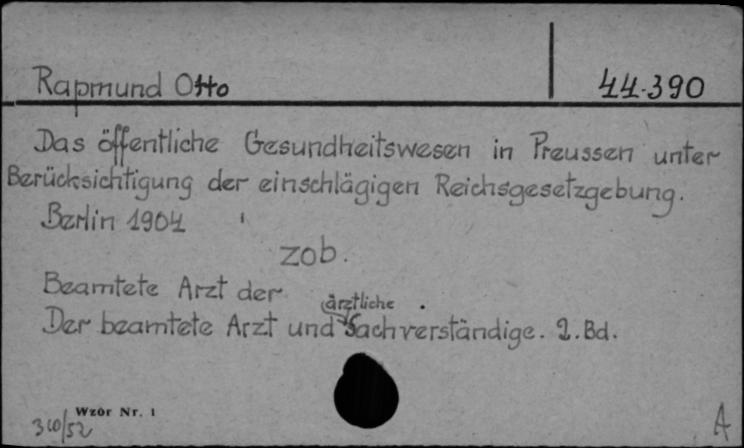 Rapmund Otto 44.390
Das öffentliche Gesundheitswesen in Preussen unter
Berücksichtigung der einschlägigen Reichsgesetzgebung.
Berlin 1904
zob.
Beamtete Arzt der
ärztliche
Der beamtete Arzt und Sachverständige. 2. Bd.
Wzór Nr. 1
310/52
A